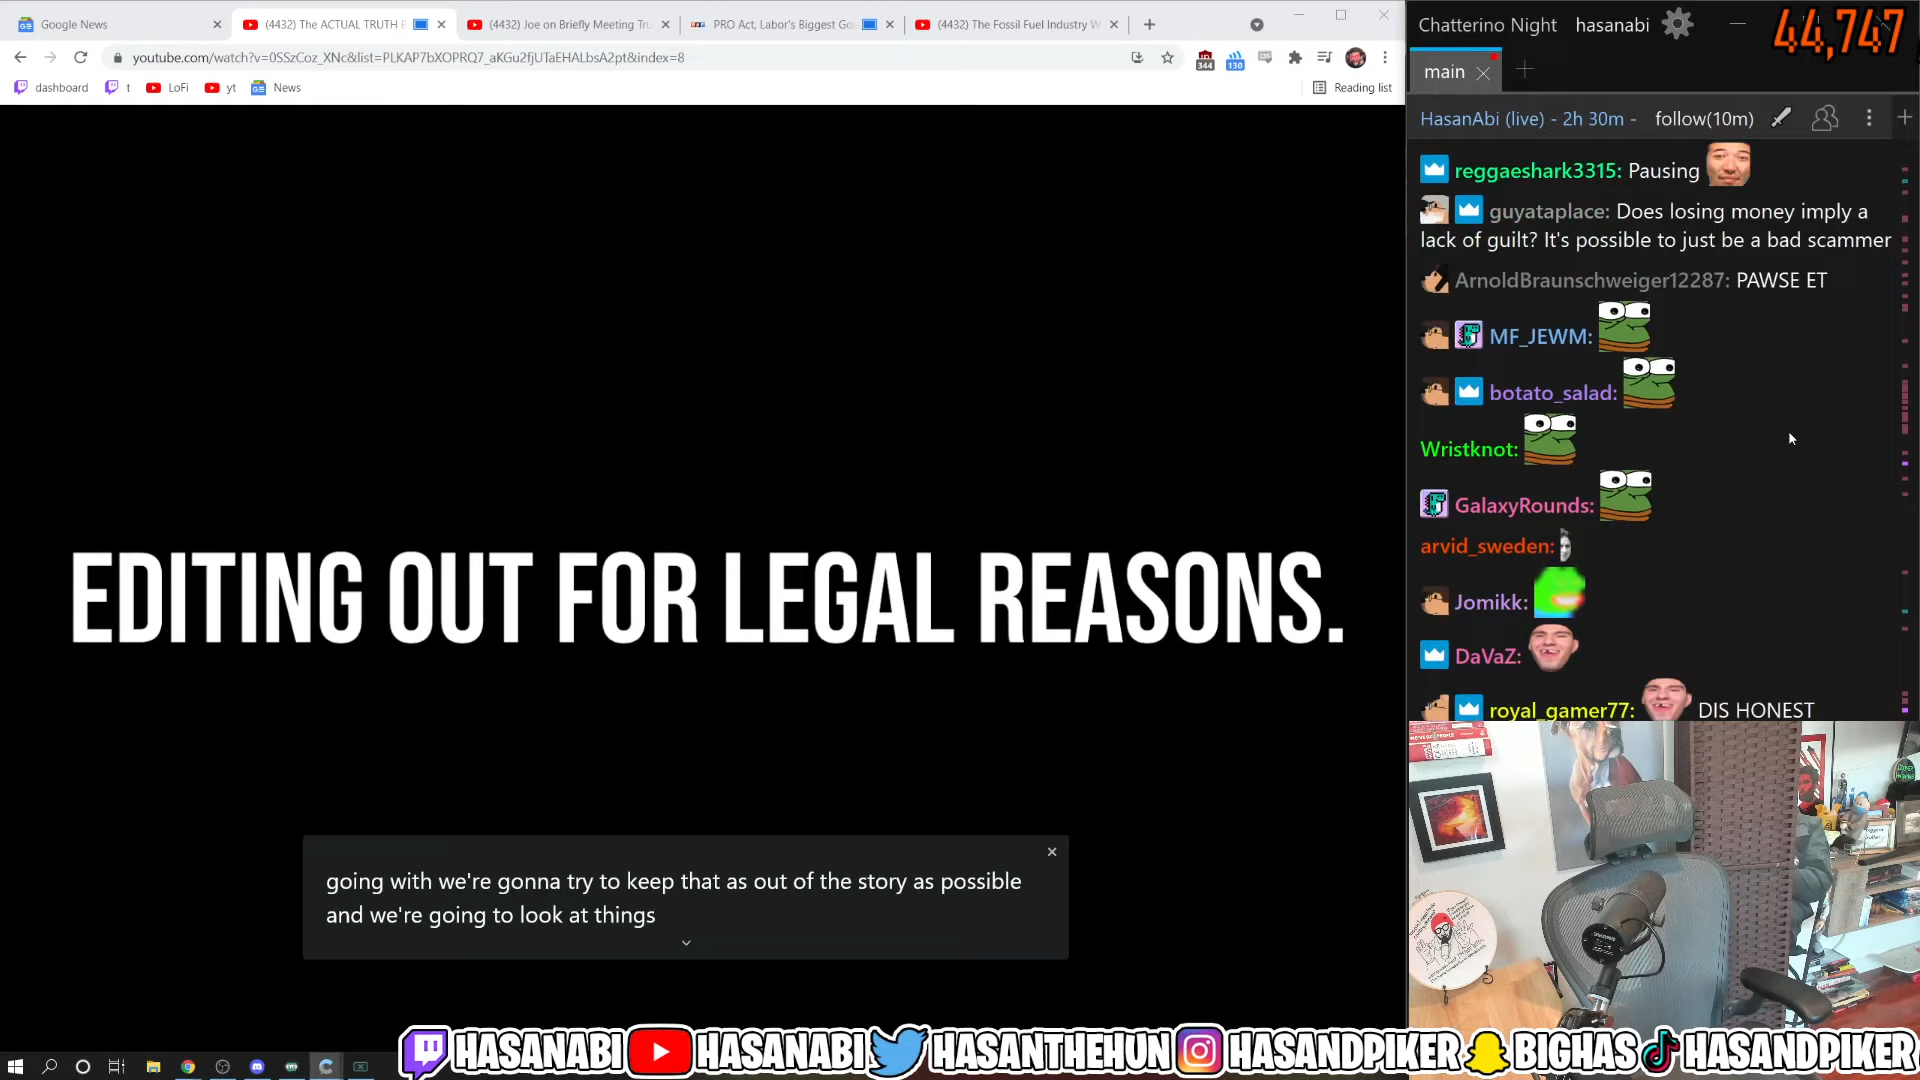 Google News
(4432) The ACTUAL TRUTH
(4432) Joe on Briefly Meeting Tru
PRO Act, Labor's Biggest Go
(4432) The Fossil Fuel Industry W
youtube.com/watch?v=0SSzCoz_XNc&list=PLKAP7bXOPRQ7_aKGu2fjUTaEHALbsA2pt&index=8
344
130
dashboard
t
LoFi
yt
News
Reading list
EDITING OUT FOR LEGAL REASONS.
going with we're gonna try to keep that as out of the story as possible
and we're going to look at things
Chatterino Night
hasanabi
44,747
main
HasanAbi (live) - 2h 30m -
follow(10m)
reggaeshark3315: Pausing
guyataplace: Does losing money imply a
lack of guilt? It's possible to just be a bad scammer
ArnoldBraunschweiger12287: PAWSE ET
MF_JEWM:
botato_salad:
Wristknot:
GalaxyRounds:
arvid_sweden:
Jomikk:
DaVaZ:
royal_gamer77: DIS HONEST
HASANABI
HASANABI
HASANTHEHUN
HASANDPIKER
BIGHAS
HASANDPIKER